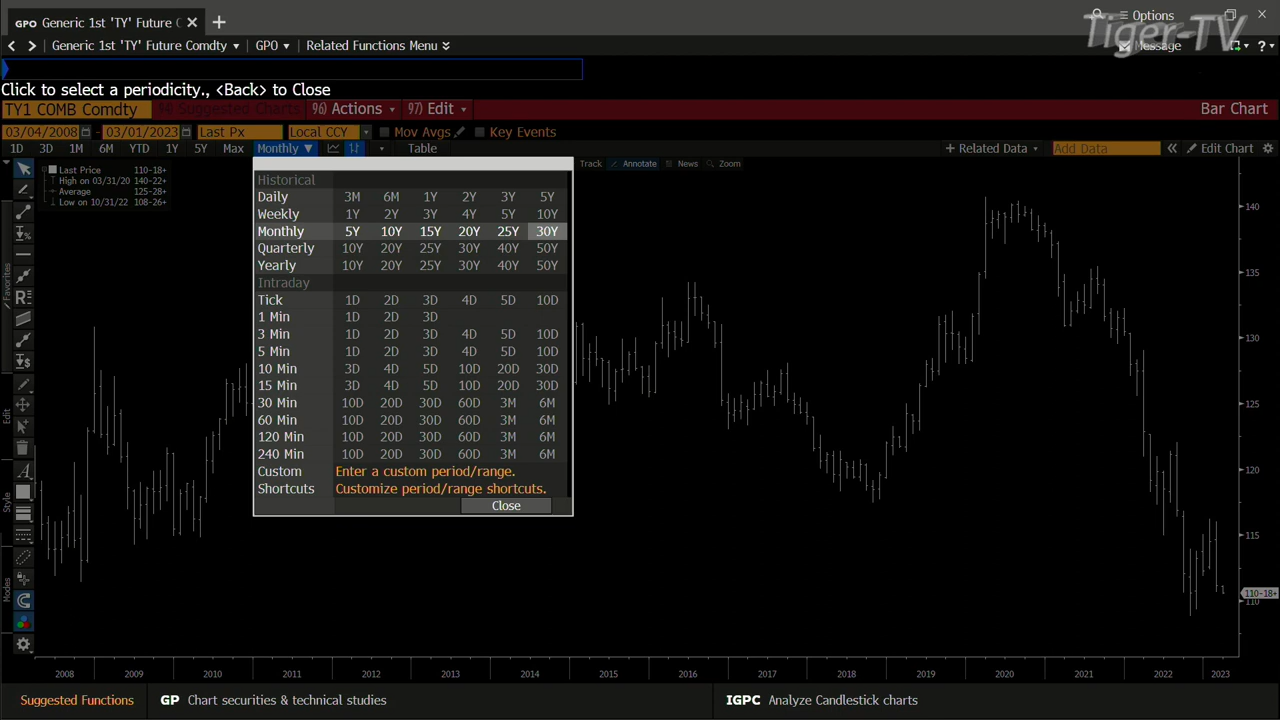 GPO Generic 1st 'TY' Future C × +
Options
Tiger-TV
Generic 1st 'TY' Future Comdty GPO Related Functions Menu Message ?
Click to select a periodicity., <Back> to Close
TY1 COMB Comdty 94) Suggested Charts 96) Actions 97) Edit Bar Chart
03/04/2008 - 03/01/2023 Last Px Local CCY Mov Avgs Key Events
1D 3D 1M 6M YTD 1Y 5Y Max Monthly ▼ Table + Related Data Add Data « Edit Chart
Track Annotate News Zoom
Last Price 110-18+
High on 03/31/20 140-22+
Average 125-28+
Low on 10/31/22 108-26+
Historical
Daily 3M 6M 1Y 2Y 3Y 5Y
Weekly 1Y 2Y 3Y 4Y 5Y 10Y
Monthly 5Y 10Y 15Y 20Y 25Y 30Y
Quarterly 10Y 20Y 25Y 30Y 40Y 50Y
Yearly 10Y 20Y 25Y 30Y 40Y 50Y
Intraday
Tick 1D 2D 3D 4D 5D 10D
1 Min 1D 2D 3D
3 Min 1D 2D 3D 4D 5D 10D
5 Min 1D 2D 3D 4D 5D 10D
10 Min 3D 4D 5D 10D 20D 30D
15 Min 3D 4D 5D 10D 20D 30D
30 Min 10D 20D 30D 60D 3M 6M
60 Min 10D 20D 30D 60D 3M 6M
120 Min 10D 20D 30D 60D 3M 6M
240 Min 10D 20D 30D 60D 3M 6M
Custom Enter a custom period/range.
Shortcuts Customize period/range shortcuts.
Close
Favorites
Edit
Style
Modes
140
135
130
125
120
115
110-18+
110
2008 2009 2010 2011 2012 2013 2014 2015 2016 2017 2018 2019 2020 2021 2022 2023
Suggested Functions GP Chart securities & technical studies IGPC Analyze Candlestick charts